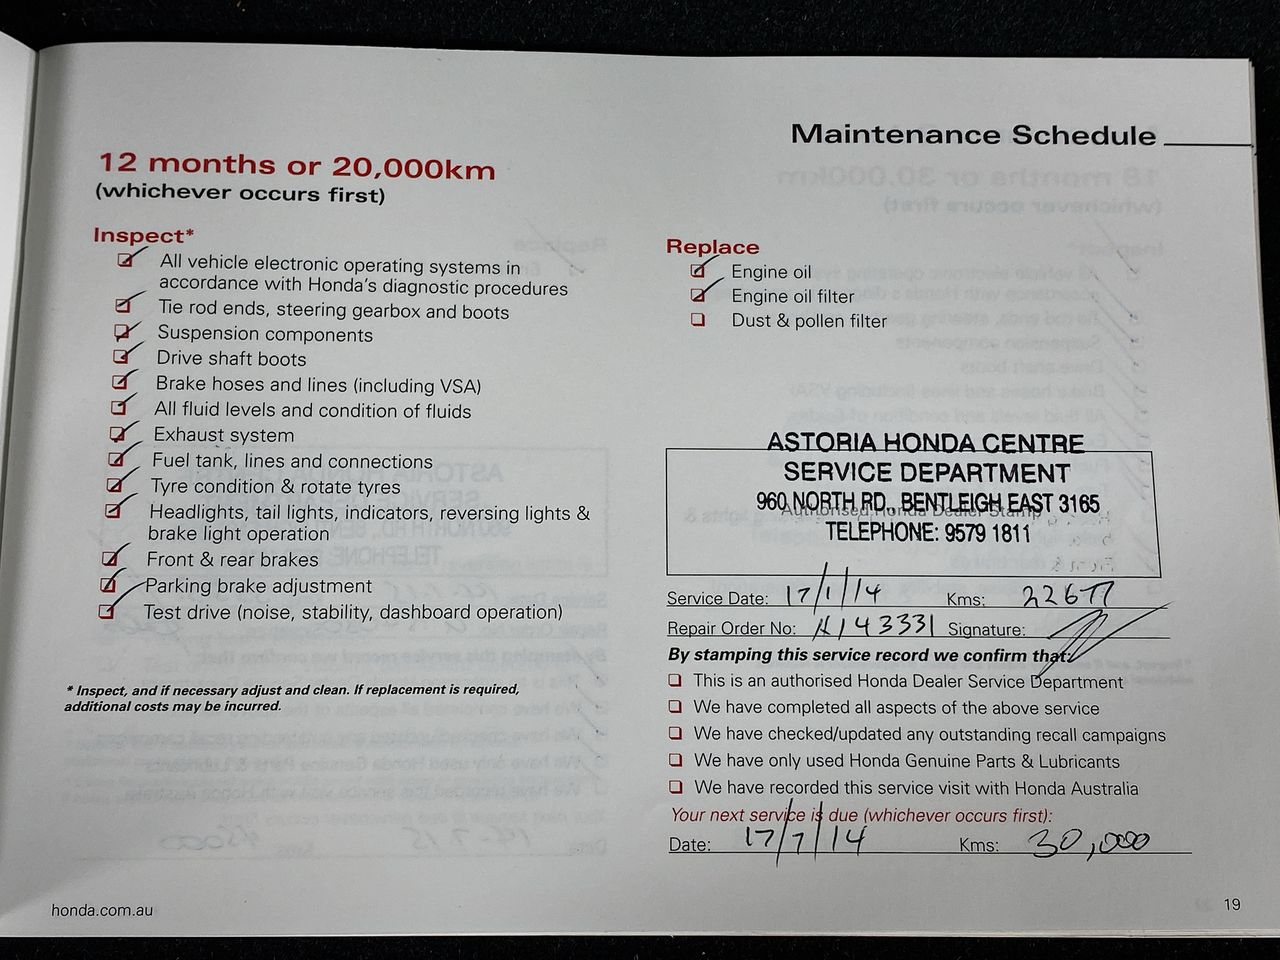 Maintenance Schedule
12 months or 20,000km
(whichever occurs first)
Inspect*
All vehicle electronic operating systems in
accordance with Honda's diagnostic procedures
Tie rod ends, steering gearbox and boots
Suspension components
Drive shaft boots
Brake hoses and lines (including VSA)
All fluid levels and condition of fluids
Exhaust system
Fuel tank, lines and connections
Tyre condition & rotate tyres
Headlights, tail lights, indicators, reversing lights &
brake light operation
Front & rear brakes
Parking brake adjustment
Test drive (noise, stability, dashboard operation)
* Inspect, and if necessary adjust and clean. If replacement is required,
additional costs may be incurred.
Replace
Engine oil
Engine oil filter
Dust & pollen filter
ASTORIA HONDA CENTRE
SERVICE DEPARTMENT
960 NORTH RD., BENTLEIGH EAST 3165
Authorised Honda Dealer Stamp
TELEPHONE: 9579 1811
Service Date: 17/1/14 Kms: 22677
Repair Order No: 143331 Signature:
By stamping this service record we confirm that:
This is an authorised Honda Dealer Service Department
We have completed all aspects of the above service
We have checked/updated any outstanding recall campaigns
We have only used Honda Genuine Parts & Lubricants
We have recorded this service visit with Honda Australia
Your next service is due (whichever occurs first):
Date: 17/7/14 Kms: 30,000
honda.com.au
19